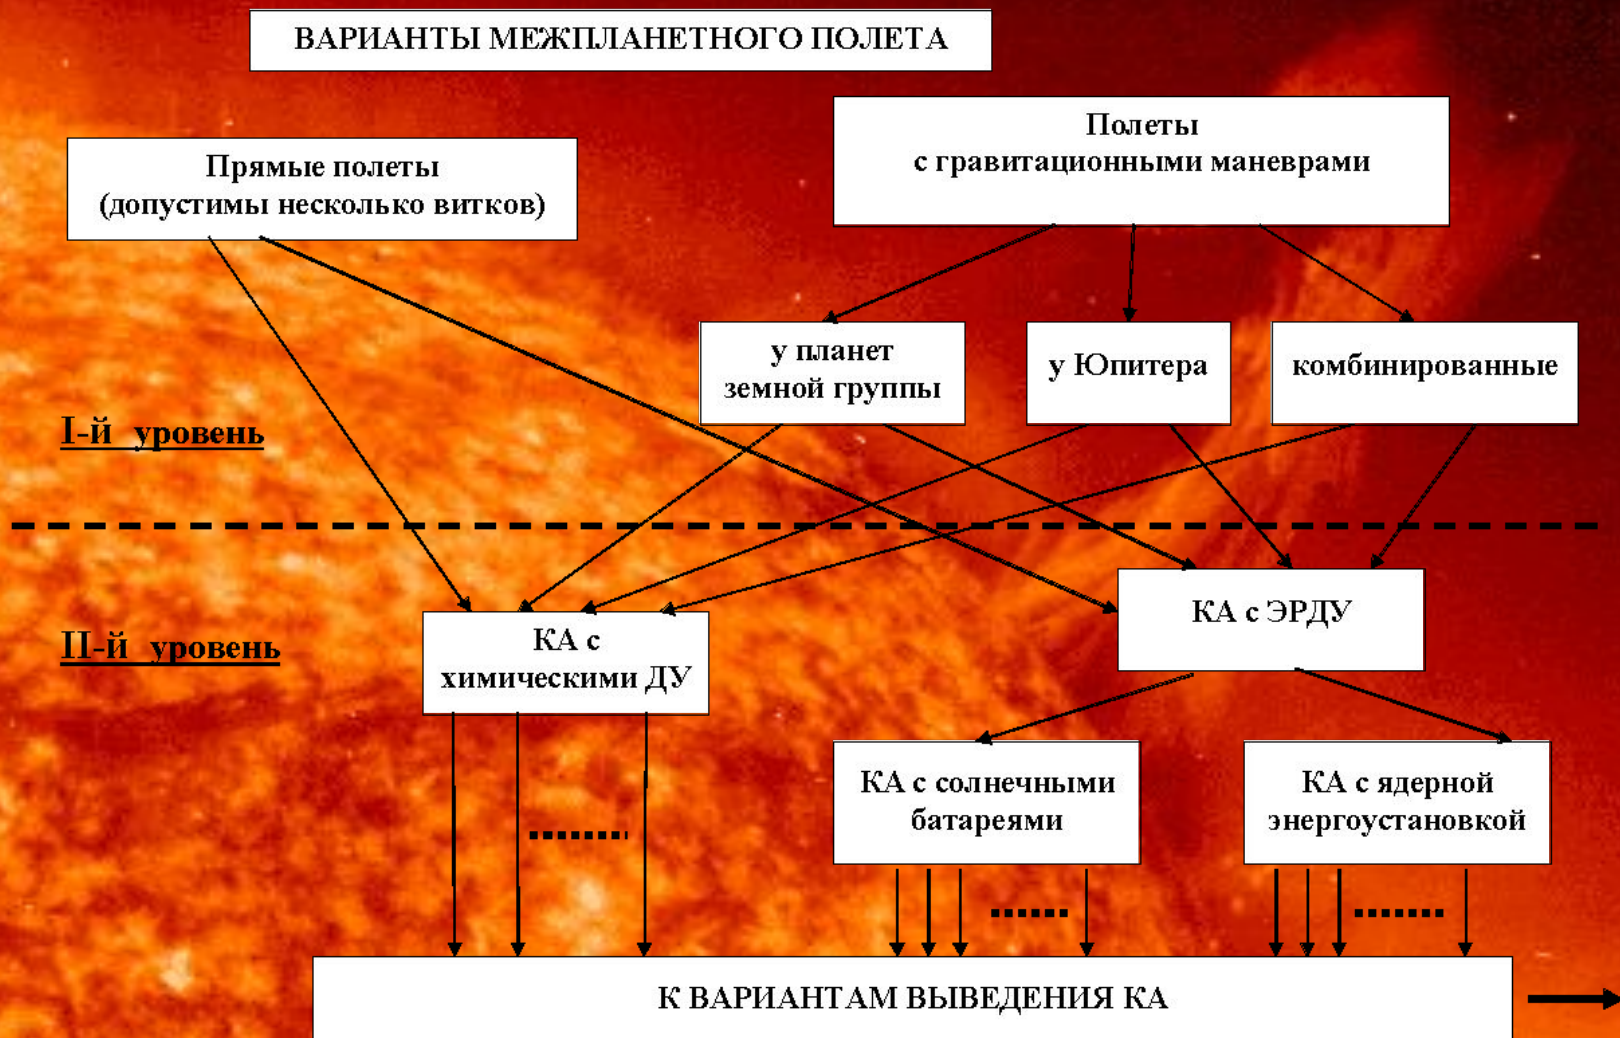 ВАРИАНТЫ МЕЖПЛАНЕТНОГО ПОЛЕТА
Прямые полеты
(допустимы несколько витков)
Полеты
с гравитационными маневрами
у планет
земной группы
у Юпитера
комбинированные
I-й уровень
II-й уровень
КА с
химическими ДУ
КА с ЭРДУ
КА с солнечными
батареями
КА с ядерной
энергоустановкой
К ВАРИАНТАМ ВЫВЕДЕНИЯ КА